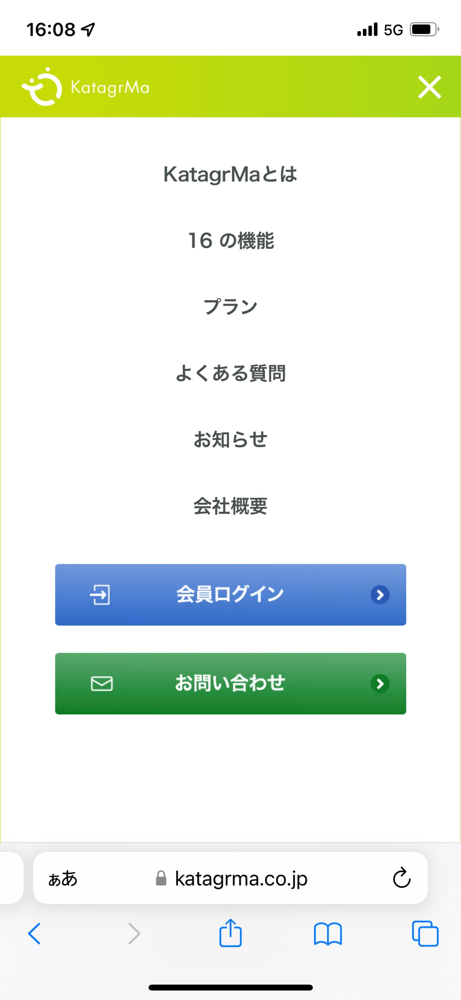 16:08
5G
KatagrMa
KatagrMaとは
16 の機能
プラン
よくある質問
お知らせ
会社概要
会員ログイン
お問い合わせ
ぁあ katagrma.co.jp